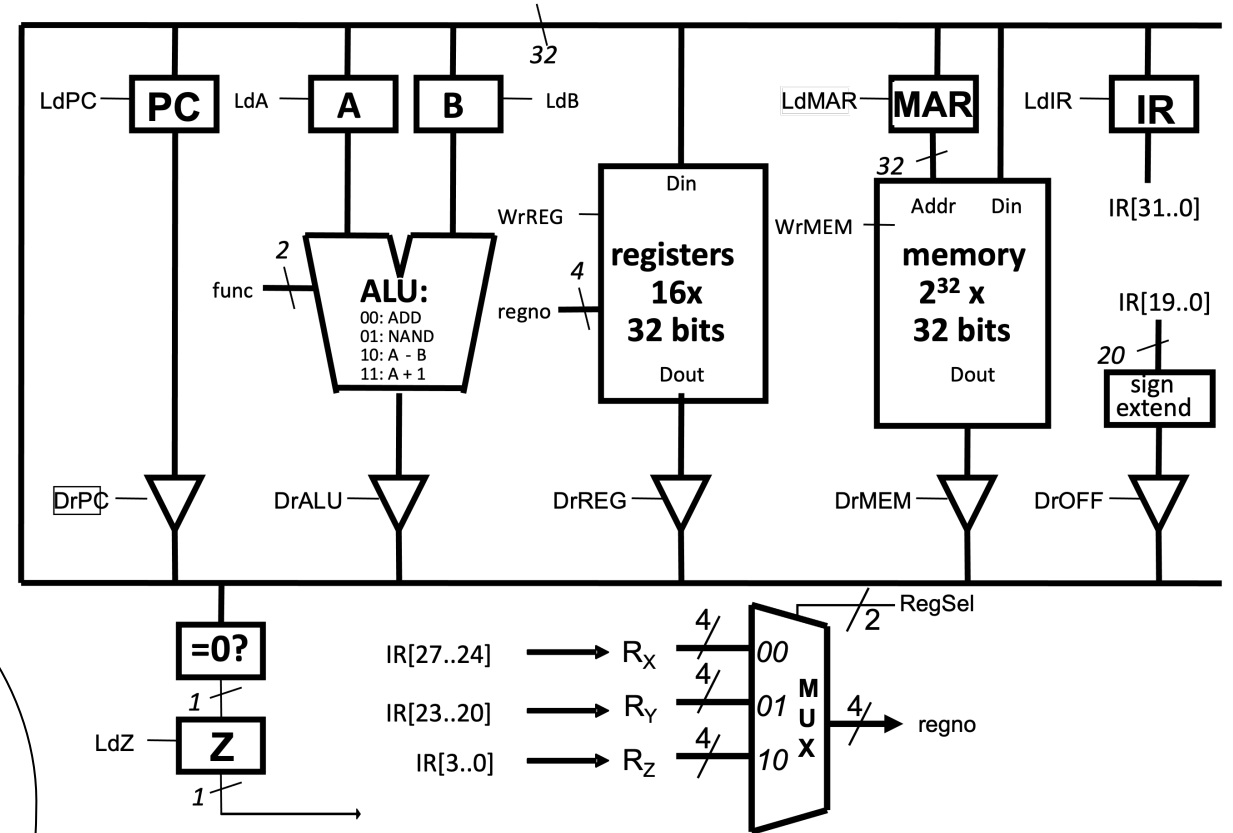 32
LdPC
PC
LdA
A
B
LdB
LdMAR
MAR
LdIR
IR
32
Din
Addr
Din
IR[31..0]
WrREG
WrMEM
2
func
ALU:
00: ADD
01: NAND
10: A - B
11: A + 1
4
regno
registers
16x
32 bits
Dout
memory
2³² x
32 bits
Dout
IR[19..0]
20
sign
extend
DrPC
DrALU
DrREG
DrMEM
DrOFF
=0?
1
LdZ
Z
1
RegSel
2
IR[27..24]
Rₓ
4
00
IR[23..20]
RY
4
01
IR[3..0]
RZ
4
10
M
U
X
4
regno